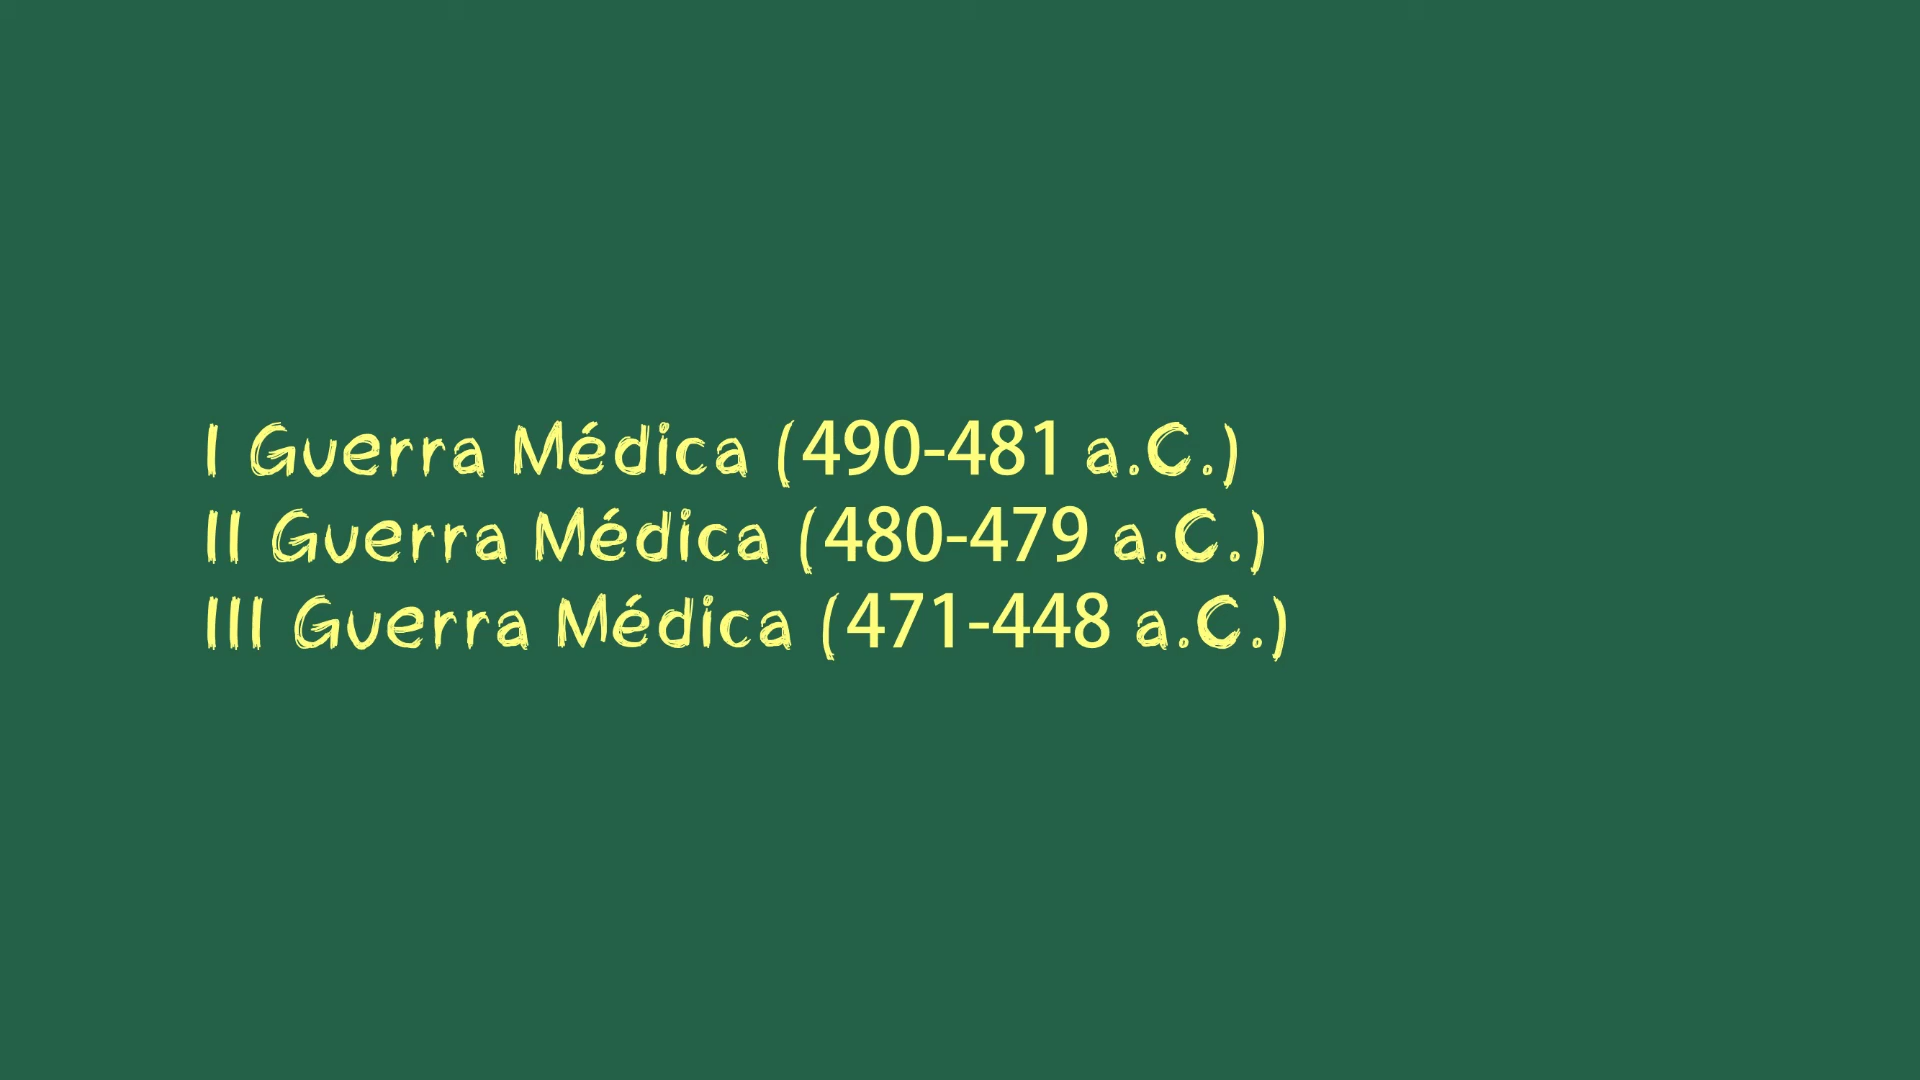 I Guerra Médica (490-481 a.C.)
II Guerra Médica (480-479 a.C.)
III Guerra Médica (471-448 a.C.)